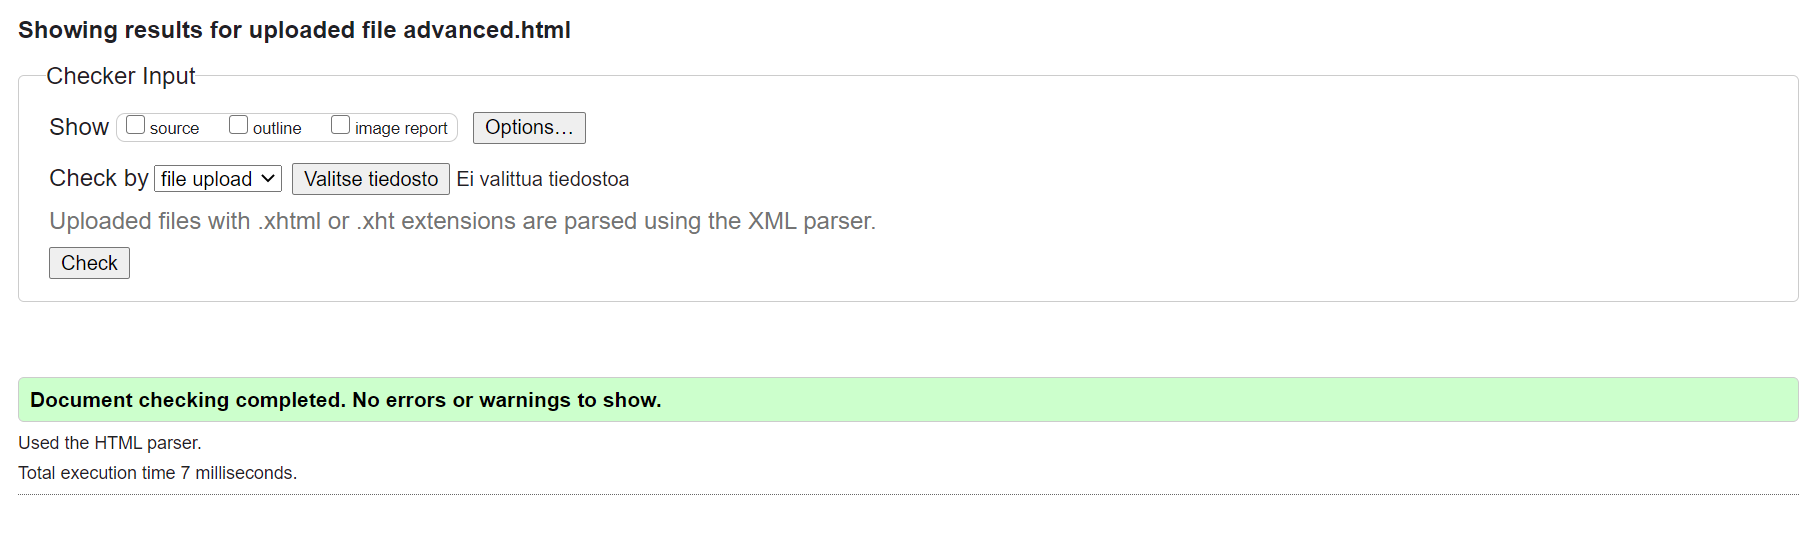 Showing results for uploaded file advanced.html
Checker Input
Show source outline image report Options...
Check by file upload Valitse tiedosto Ei valittua tiedostoa
Uploaded files with .xhtml or .xht extensions are parsed using the XML parser.
Check
Document checking completed. No errors or warnings to show.
Used the HTML parser.
Total execution time 7 milliseconds.